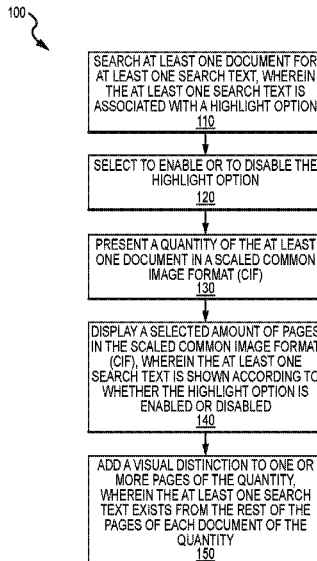 100
SEARCH AT LEAST ONE DOCUMENT FOR
AT LEAST ONE SEARCH TEXT, WHEREIN
THE AT LEAST ONE SEARCH TEXT IS
ASSOCIATED WITH A HIGHLIGHT OPTION
110
SELECT TO ENABLE OR TO DISABLE THE
HIGHLIGHT OPTION
120
PRESENT A QUANTITY OF THE AT LEAST
ONE DOCUMENT IN A SCALED COMMON
IMAGE FORMAT (CIF)
130
DISPLAY A SELECTED AMOUNT OF PAGES
IN THE SCALED COMMON IMAGE FORMAT
(CIF), WHEREIN THE AT LEAST ONE
SEARCH TEXT IS SHOWN ACCORDING TO
WHETHER THE HIGHLIGHT OPTION IS
ENABLED OR DISABLED
140
ADD A VISUAL DISTINCTION TO ONE OR
MORE PAGES OF THE QUANTITY,
WHEREIN THE AT LEAST ONE SEARCH
TEXT EXISTS FROM THE REST OF THE
PAGES OF EACH DOCUMENT OF THE
QUANTITY
150